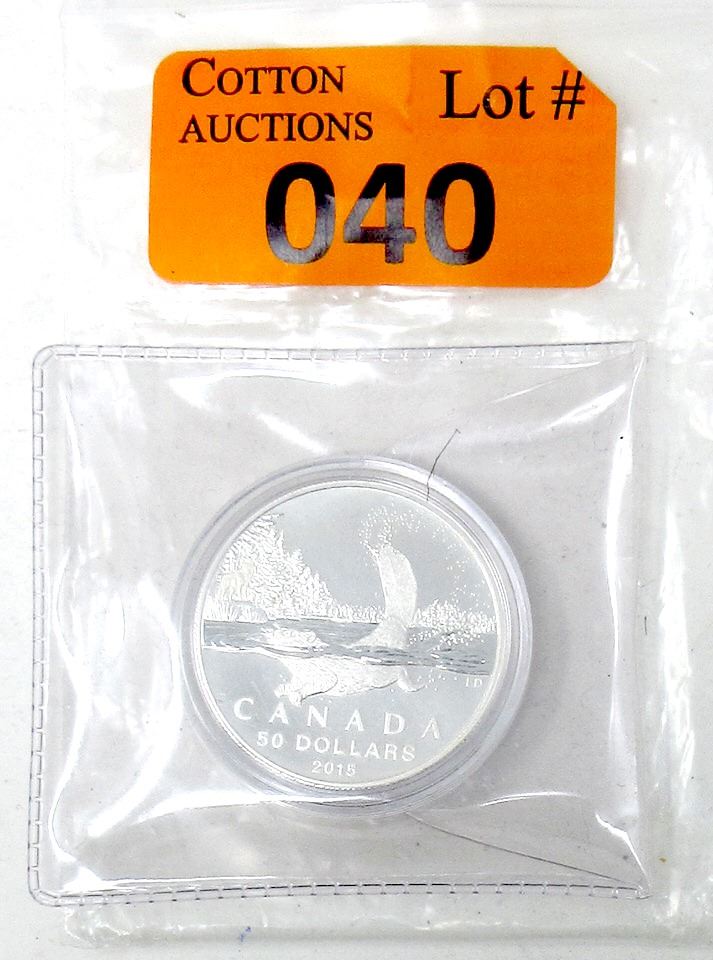 COTTON
AUCTIONS
Lot #
040
CANADA
50 DOLLARS
2015